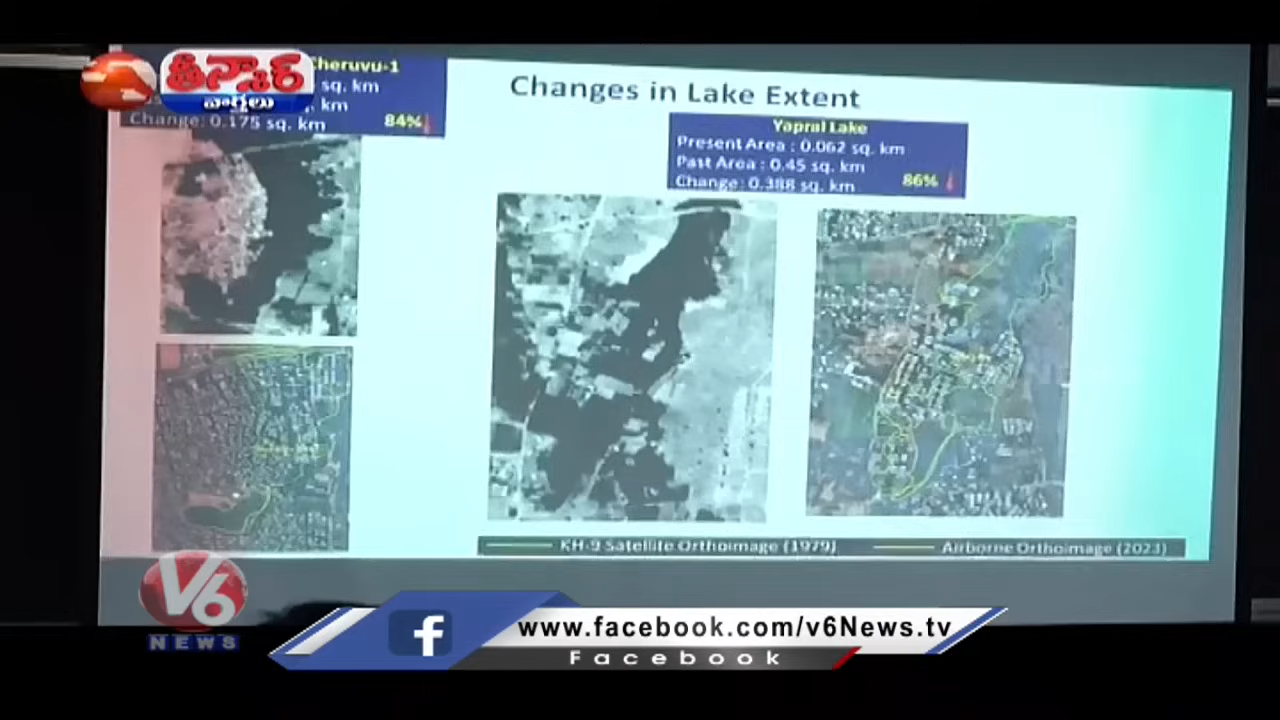 తీన్మార్
వార్తలు
Cheruvu-1
sq. km
. km
Change: 0.175 sq. km 84%
Changes in Lake Extent
Yapral Lake
Present Area : 0.062 sq. km
Past Area : 0.45 sq. km
Change: 0.388 sq. km 86%
KH-9 Satellite Orthoimage (1979) Airborne Orthoimage (2023)
V6
NEWS
f www.facebook.com/v6News.tv
Facebook